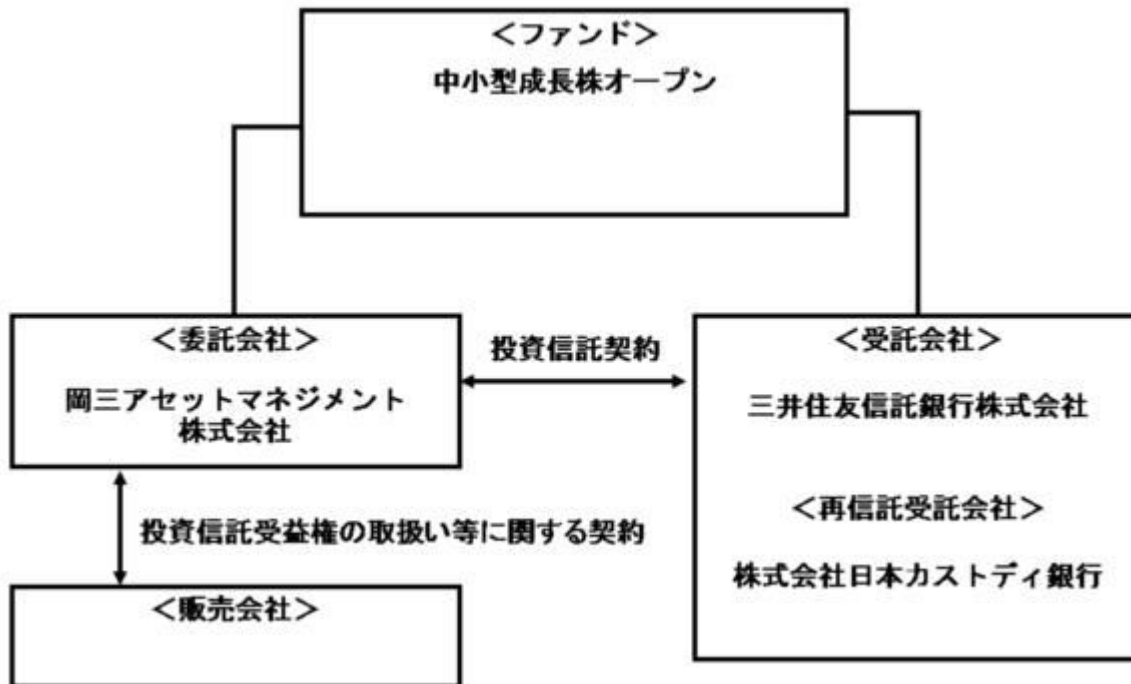 ＜ファンド＞
中小型成長株オープン
＜委託会社＞
岡三アセットマネジメント
株式会社
投資信託契約
＜受託会社＞
三井住友信託銀行株式会社
＜再信託受託会社＞
株式会社日本カストディ銀行
投資信託受益権の取扱い等に関する契約
＜販売会社＞